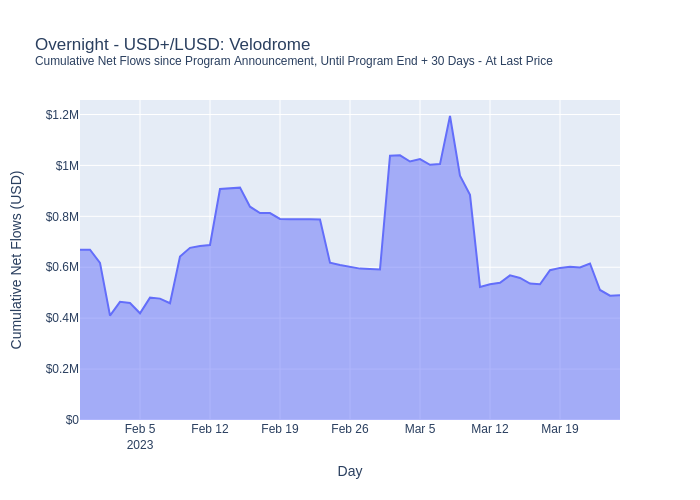 Overnight - USD+/LUSD: Velodrome
Cumulative Net Flows since Program Announcement, Until Program End + 30 Days - At Last Price
Cumulative Net Flows (USD)
$1.2M
$1M
$0.8M
$0.6M
$0.4M
$0.2M
$0
Feb 5 Feb 12 Feb 19 Feb 26 Mar 5 Mar 12 Mar 19
2023
Day